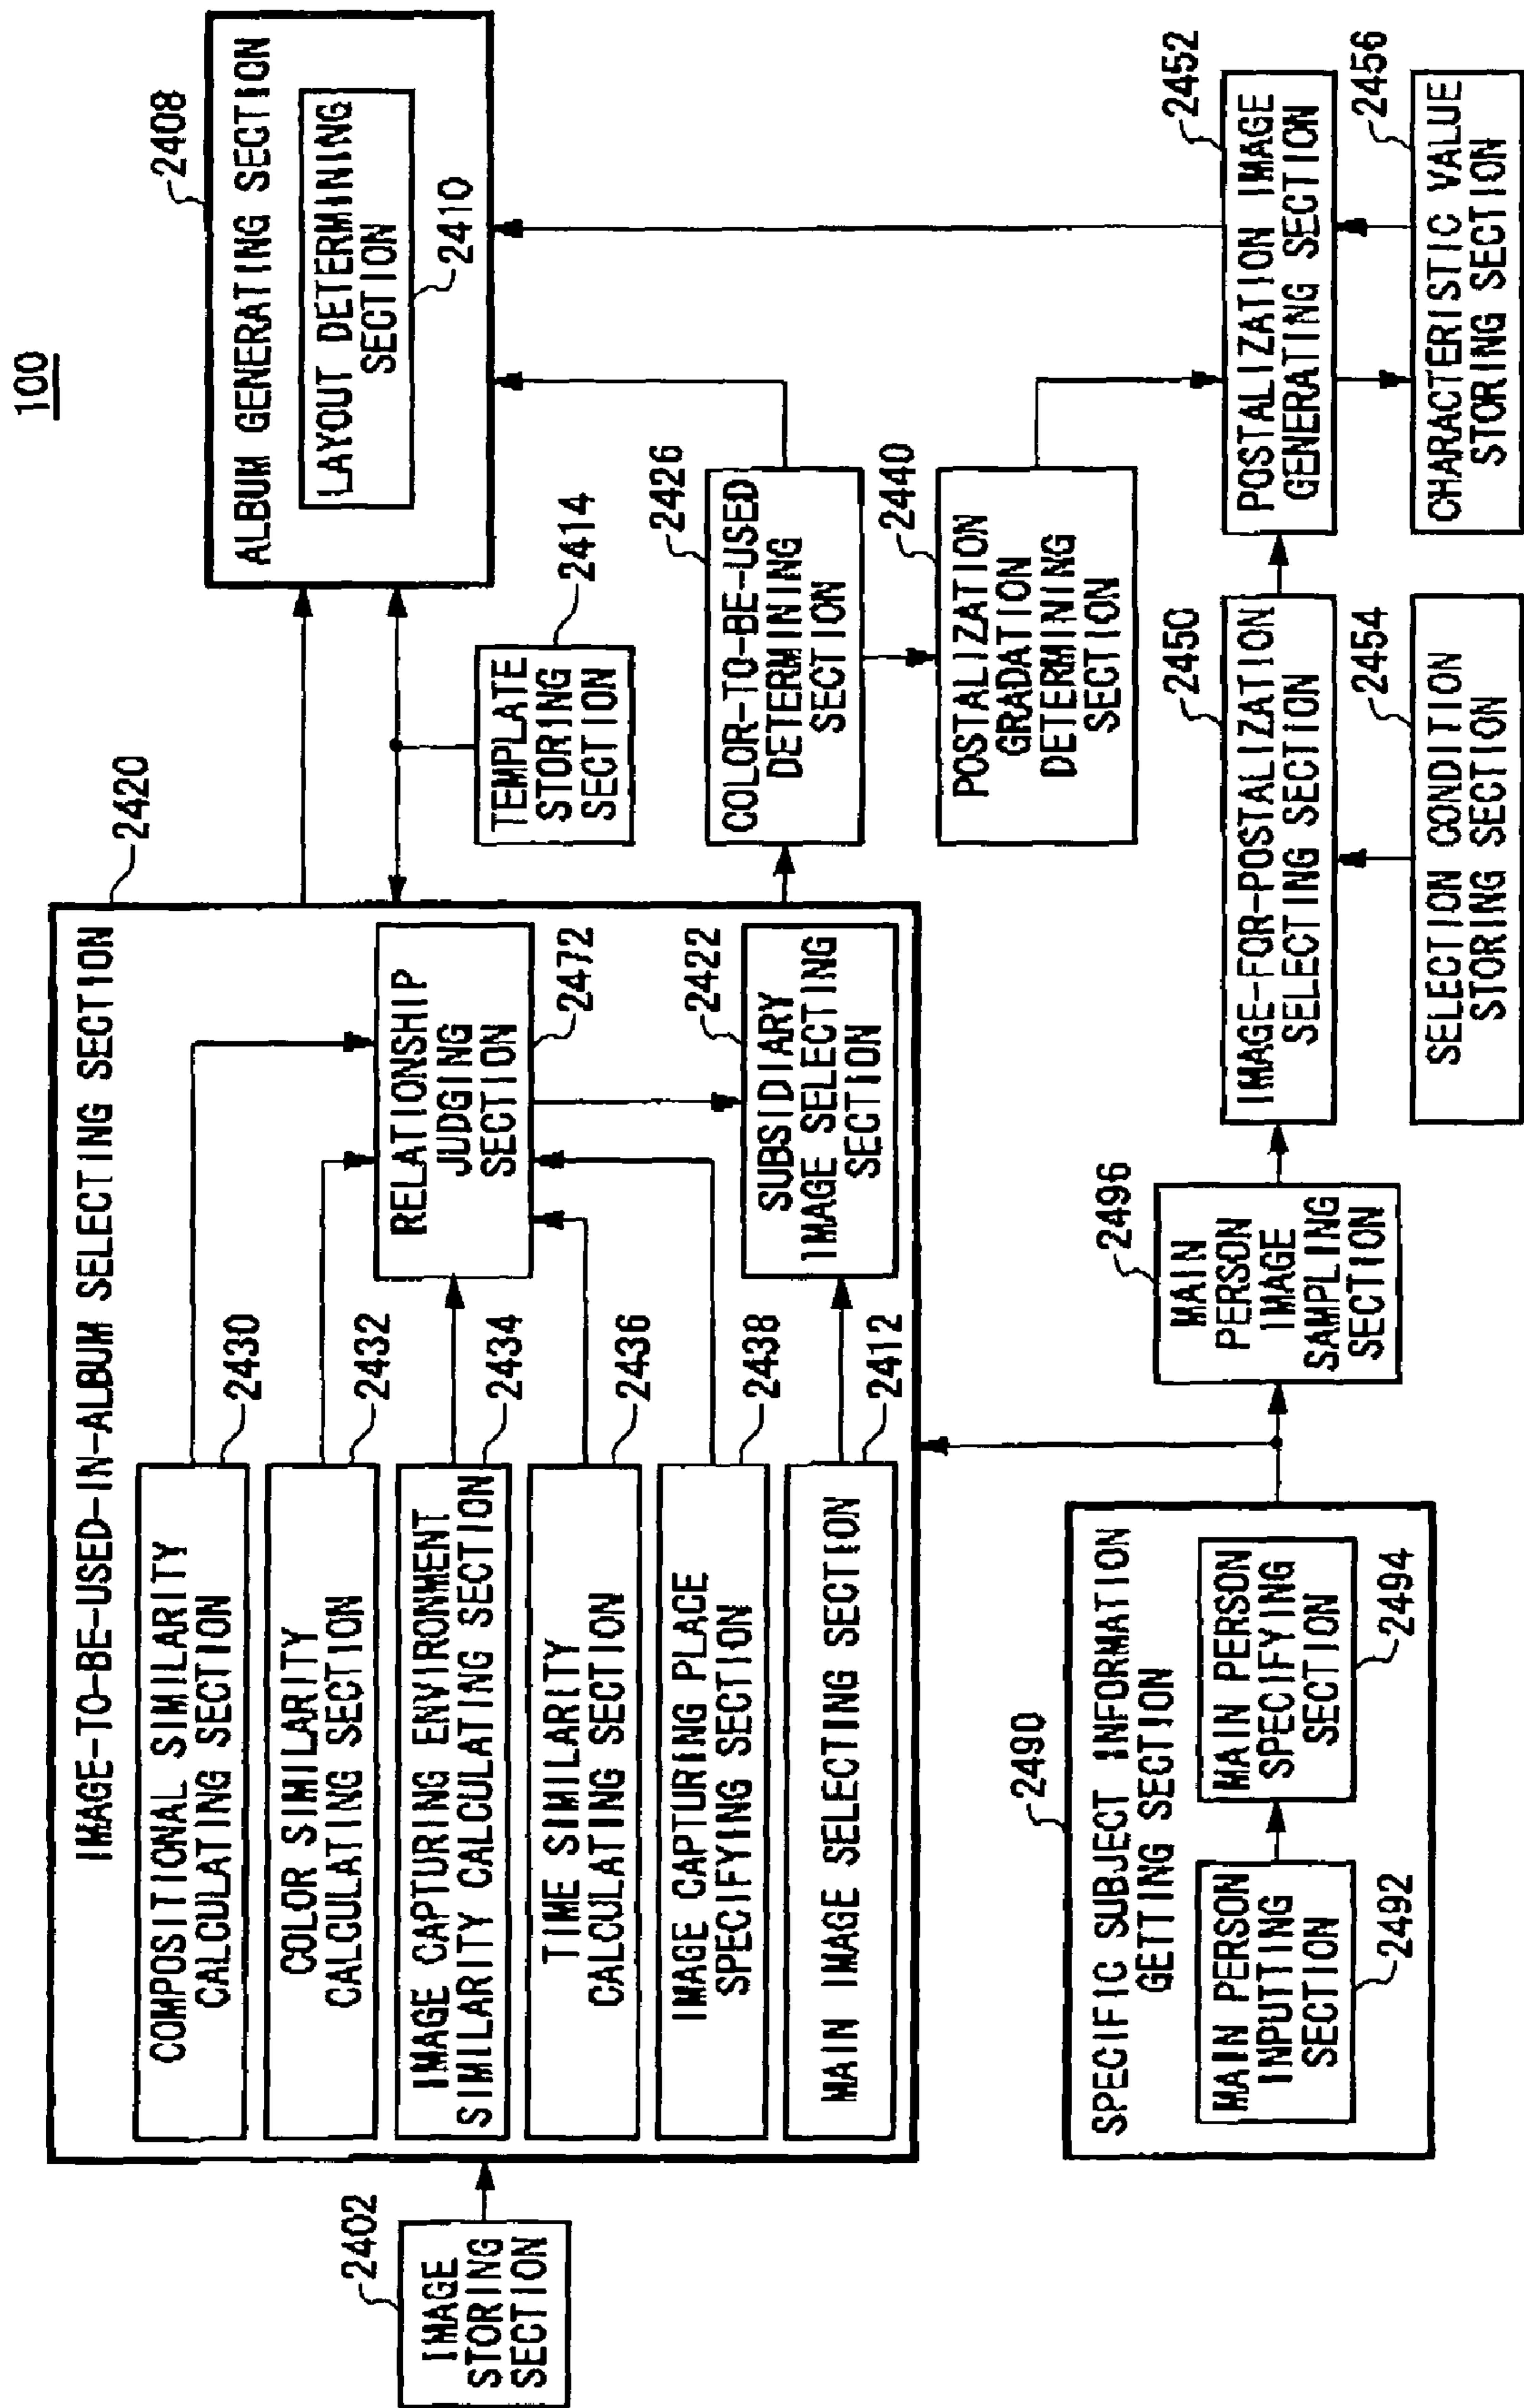 100
2402
IMAGE
STORING
SECTION
2420
IMAGE-TO-BE-USED-IN-ALBUM SELECTING SECTION
COMPOSITIONAL SIMILARITY
CALCULATING SECTION
2430
COLOR SIMILARITY
CALCULATING SECTION
2432
IMAGE CAPTURING ENVIRONMENT
SIMILARITY CALCULATING SECTION
2434
TIME SIMILARITY
CALCULATING SECTION
2436
IMAGE CAPTURING PLACE
SPECIFYING SECTION
2438
MAIN IMAGE SELECTING SECTION
2412
RELATIONSHIP
JUDGING
SECTION
2472
SUBSIDIARY
IMAGE SELECTING
SECTION
2422
2408
ALBUM GENERATING SECTION
LAYOUT DETERMINING
SECTION
2410
TEMPLATE
STORING
SECTION
2414
COLOR-TO-BE-USED
DETERMINING
SECTION
2426
POSTALIZATION
GRADATION
DETERMINING
SECTION
2440
2490
SPECIFIC SUBJECT INFORMATION
GETTING SECTION
MAIN PERSON
INPUTTING
SECTION
2492
MAIN PERSON
SPECIFYING
SECTION
2494
2496
MAIN
PERSON
IMAGE
SAMPLING
SECTION
2450
IMAGE-FOR-POSTALIZATION
SELECTING SECTION
2454
SELECTION CONDITION
STORING SECTION
2452
POSTALIZATION IMAGE
GENERATING SECTION
2456
CHARACTERISTIC VALUE
STORING SECTION